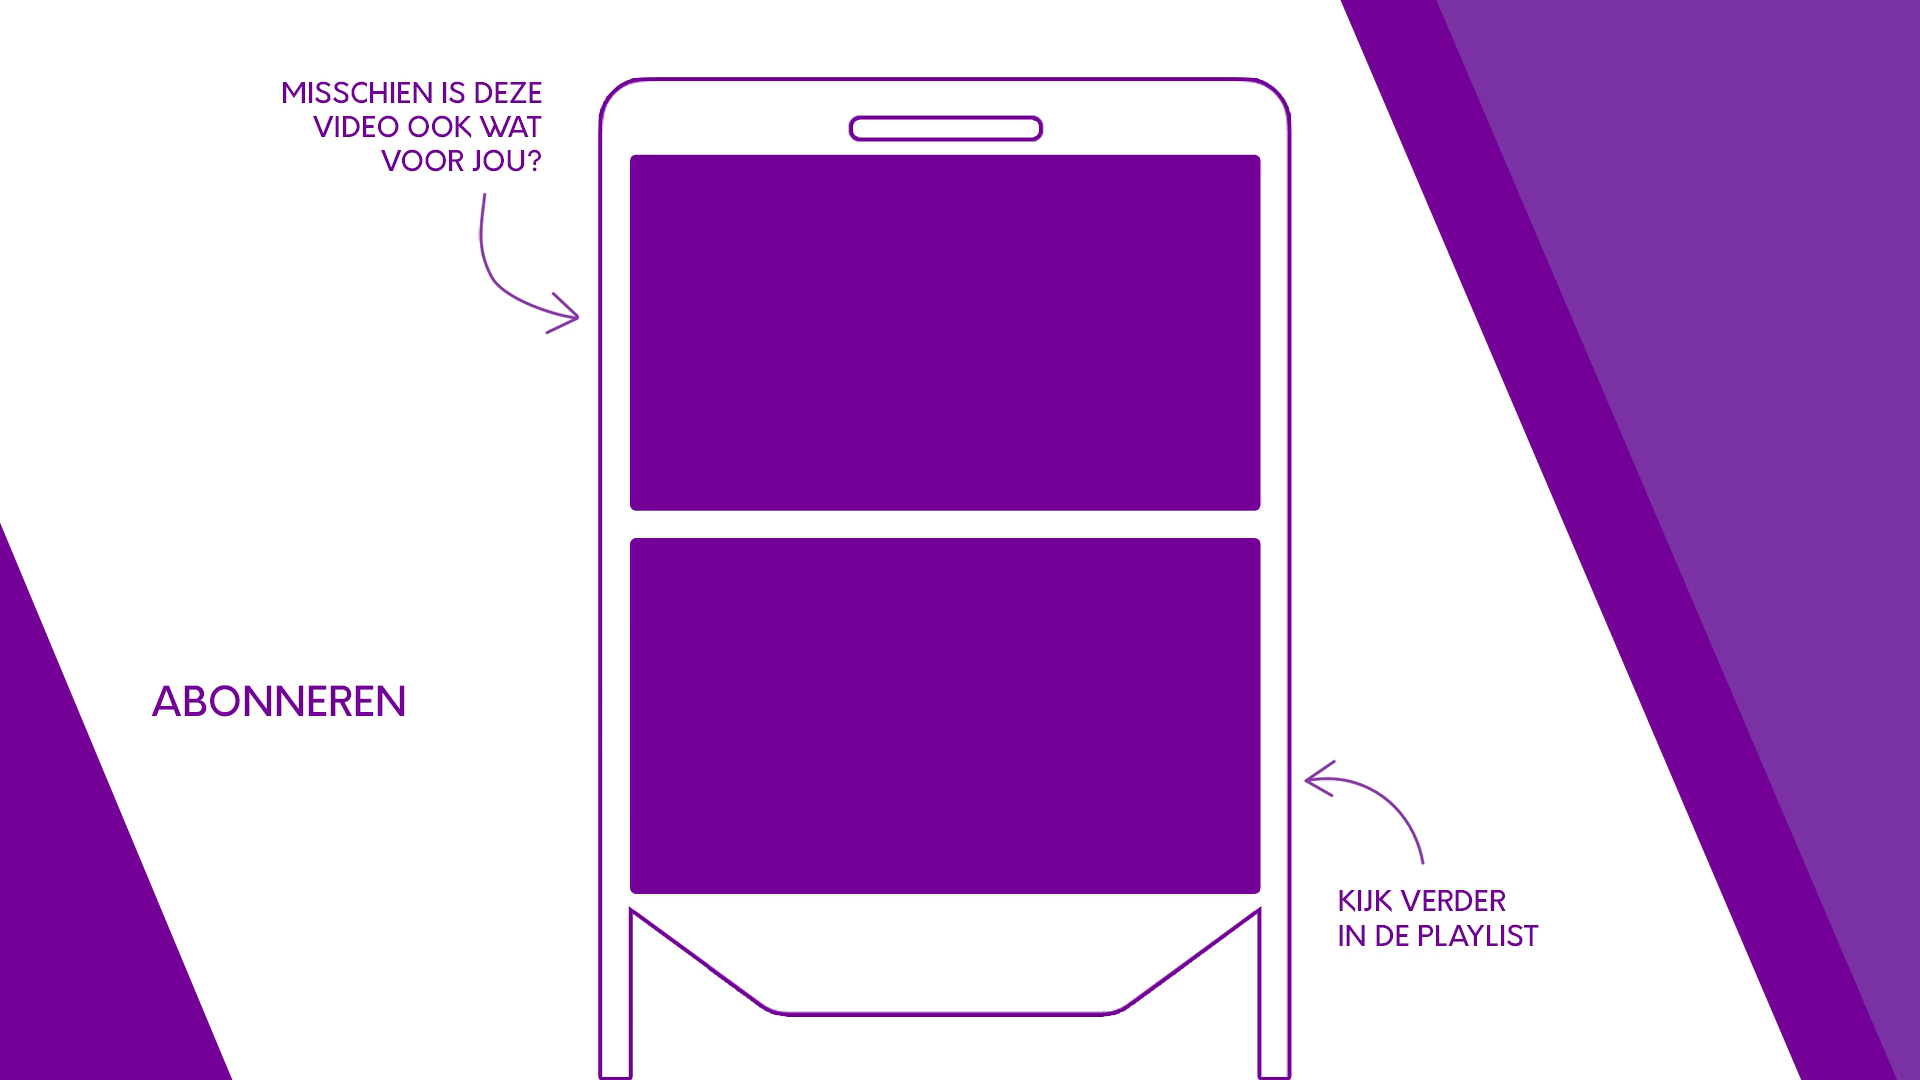 MISSCHIEN IS DEZE
VIDEO OOK WAT
VOOR JOU?
ABONNEREN
KIJK VERDER
IN DE PLAYLIST